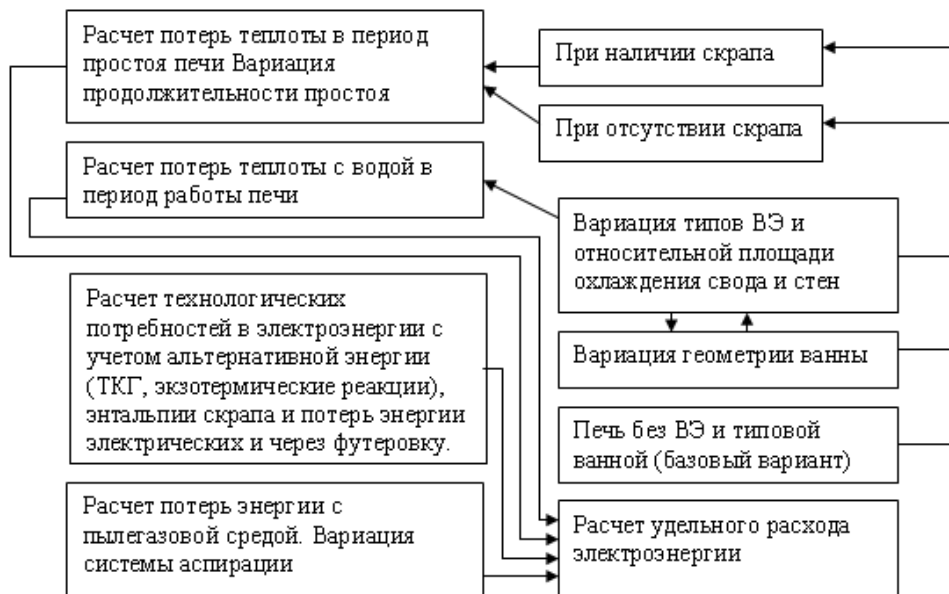 Расчет потерь теплоты в период
простоя печи Вариация
продолжительности простоя
При наличии скрапа
При отсутствии скрапа
Расчет потерь теплоты с водой в
период работы печи
Вариация типов ВЭ и
относительной площади
охлаждения свода и стен
Расчет технологических
потребностей в электроэнергии с
учетом альтернативной энергии
(ТКГ, экзотермические реакции),
энтальпии скрапа и потерь энергии
электрических и через футеровку.
Вариация геометрии ванны
Печь без ВЭ и типовой
ванной (базовый вариант)
Расчет потерь энергии с
пылегазовой средой. Вариация
системы аспирации
Расчет удельного расхода
электроэнергии